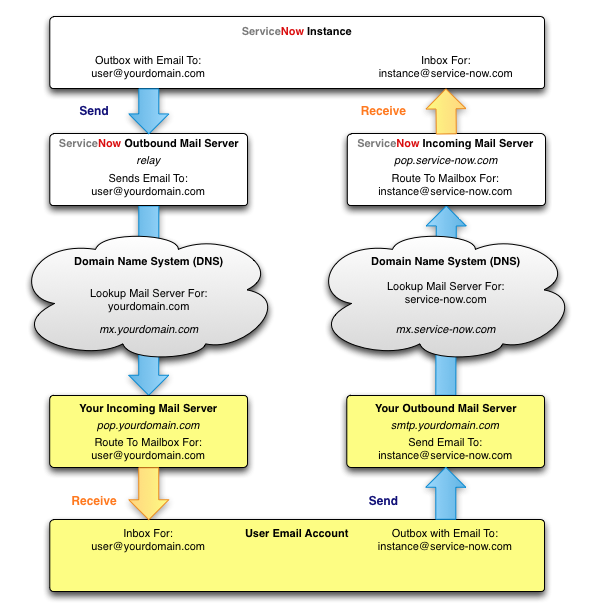 ServiceNow Instance
Outbox with Email To:
user@yourdomain.com
Inbox For:
instance@service-now.com
Send
Receive
ServiceNow Outbound Mail Server
relay
Sends Email To:
user@yourdomain.com
ServiceNow Incoming Mail Server
pop.service-now.com
Route To Mailbox For:
instance@service-now.com
Domain Name System (DNS)
Lookup Mail Server For:
yourdomain.com
mx.yourdomain.com
Domain Name System (DNS)
Lookup Mail Server For:
service-now.com
mx.service-now.com
Your Incoming Mail Server
pop.yourdomain.com
Route To Mailbox For:
user@yourdomain.com
Your Outbound Mail Server
smtp.yourdomain.com
Send Email To:
instance@service-now.com
Receive
Send
Inbox For:
user@yourdomain.com
User Email Account
Outbox with Email To:
instance@service-now.com